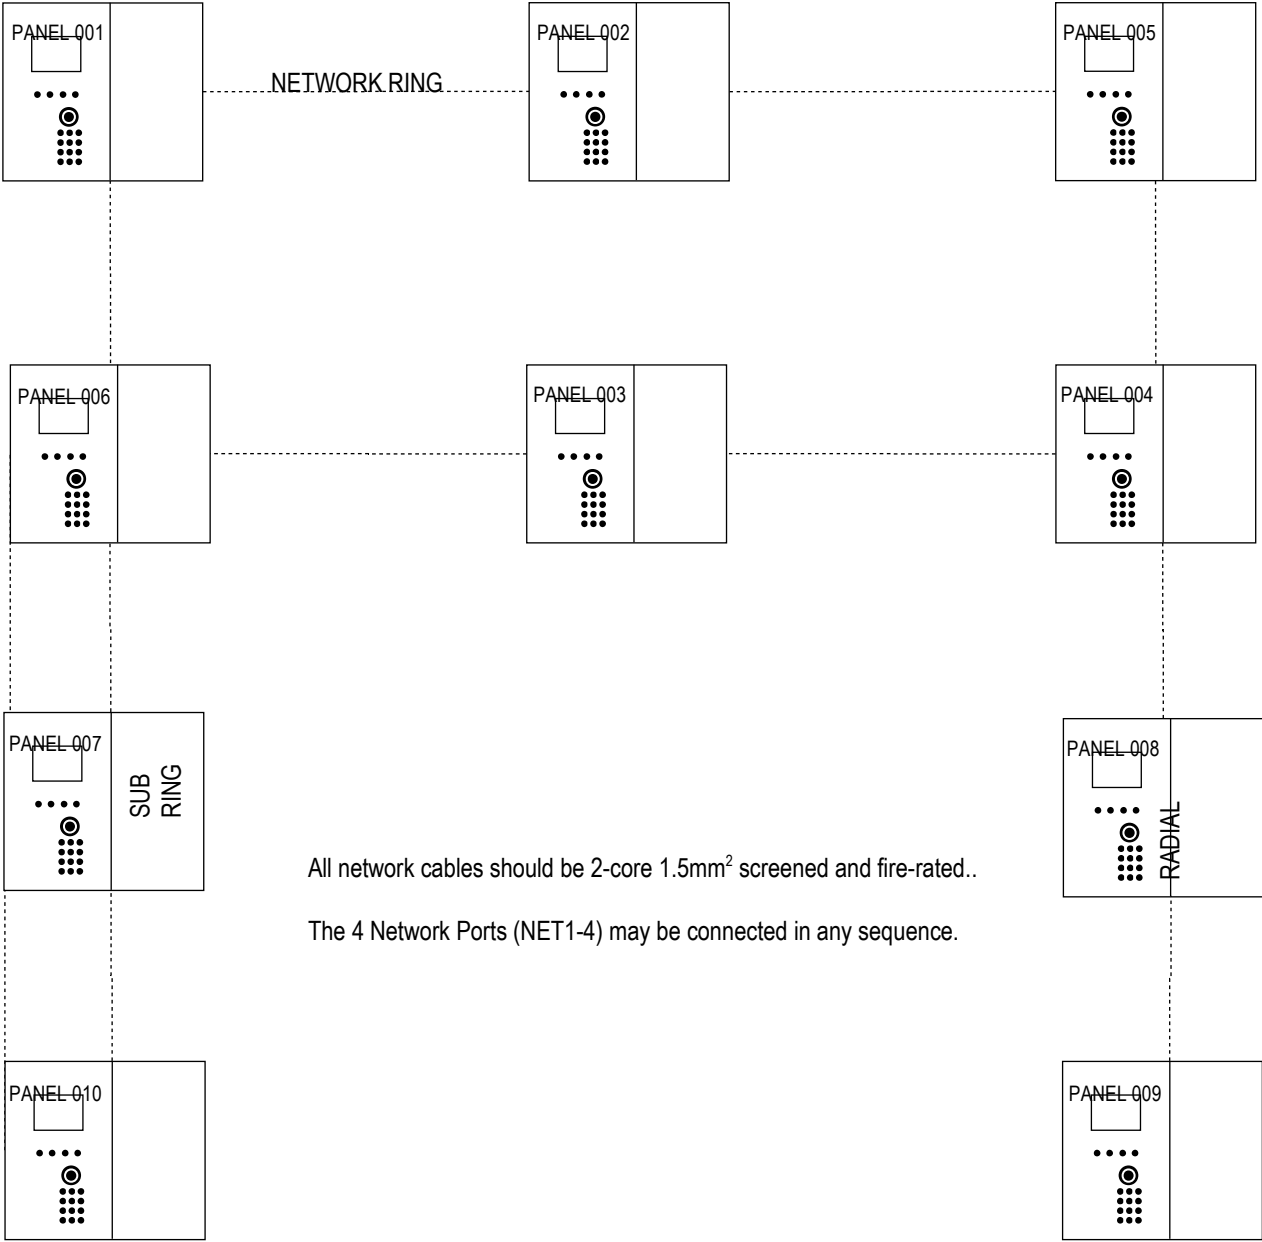 PANEL 001
PANEL 002
PANEL 005
NETWORK RING
PANEL 006
PANEL 003
PANEL 004
PANEL 007
SUB
RING
PANEL 008
RADIAL
All network cables should be 2-core 1.5mm² screened and fire-rated..
The 4 Network Ports (NET1-4) may be connected in any sequence.
PANEL 010
PANEL 009